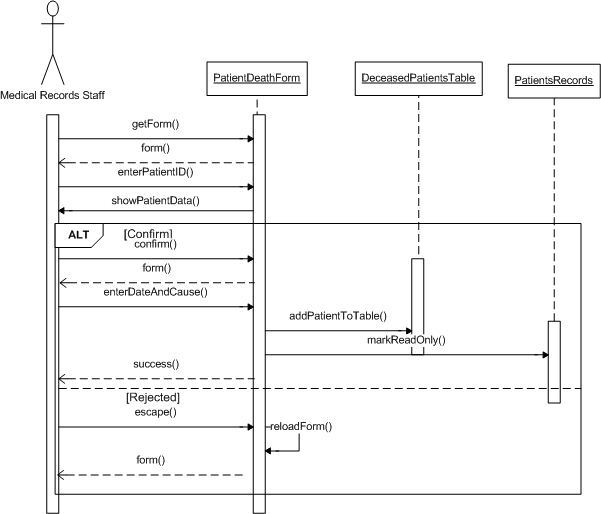 PatientDeathForm
DeceasedPatientsTable
PatientsRecords
Medical Records Staff
getForm()
form()
enterPatientID()
showPatientData()
ALT
[Confirm]
confirm()
form()
enterDateAndCause()
addPatientToTable()
markReadOnly()
success()
[Rejected]
escape()
reloadForm()
form()